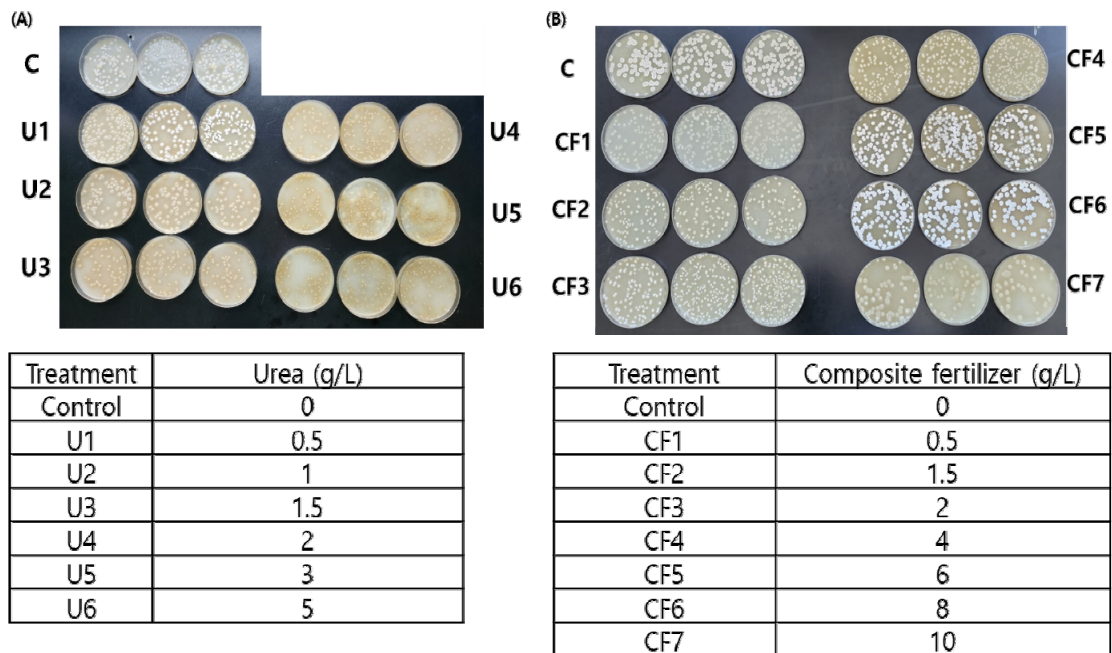 (A)
C
U1
U2
U3
U4
U5
U6
Treatment Urea (g/L)
Control 0
U1 0.5
U2 1
U3 1.5
U4 2
U5 3
U6 5
(B)
C
CF1
CF2
CF3
CF4
CF5
CF6
CF7
Treatment Composite fertilizer (g/L)
Control 0
CF1 0.5
CF2 1.5
CF3 2
CF4 4
CF5 6
CF6 8
CF7 10